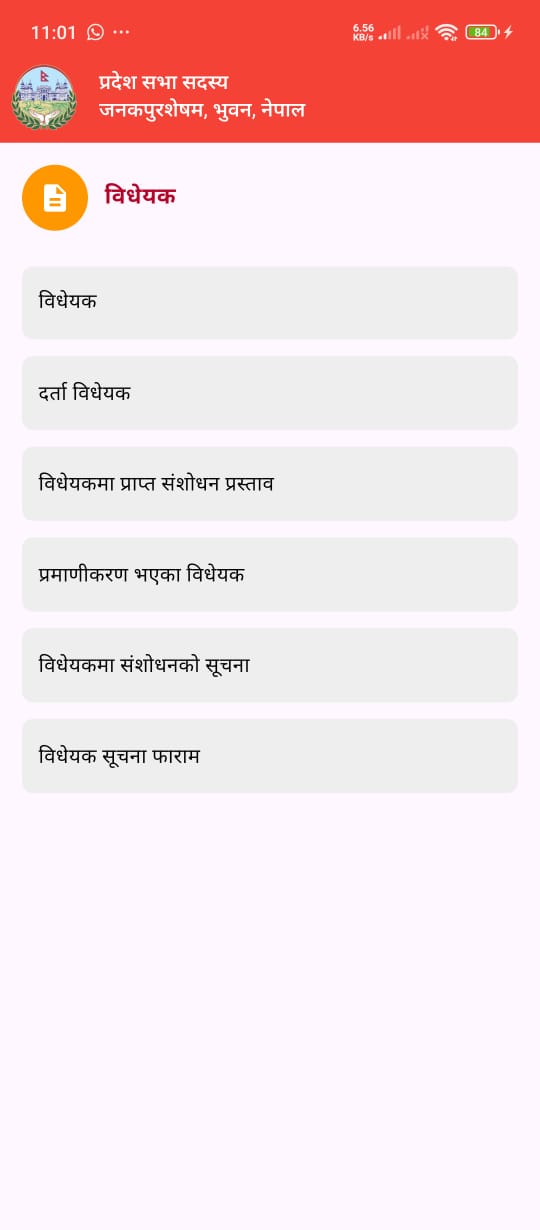 11:01
6.56
KB/s
84
प्रदेश सभा सदस्य
जनकपुरशेषम, भुवन, नेपाल
विधेयक
विधेयक
दर्ता विधेयक
विधेयकमा प्राप्त संशोधन प्रस्ताव
प्रमाणीकरण भएका विधेयक
विधेयकमा संशोधनको सूचना
विधेयक सूचना फाराम